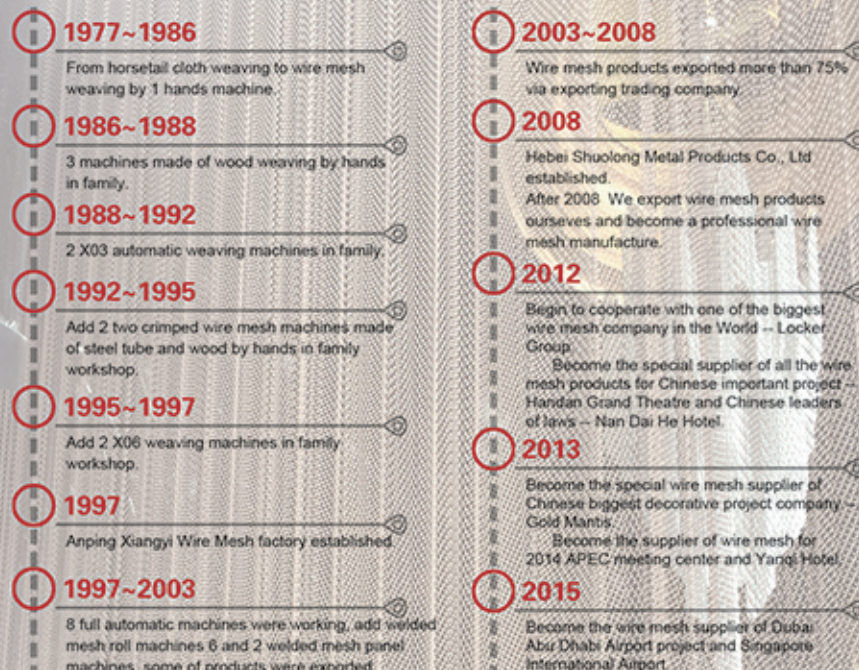 1977~1986
From horsetail cloth weaving to wire mesh
weaving by 1 hands machine.
1986~1988
3 machines made of wood weaving by hands
in family.
1988~1992
2 X03 automatic weaving machines in family.
1992~1995
Add 2 two crimped wire mesh machines made
of steel tube and wood by hands in family
workshop.
1995~1997
Add 2 X06 weaving machines in family
workshop.
1997
Anping Xiangyi Wire Mesh factory established.
1997~2003
8 full automatic machines were working, add welded
mesh roll machines 6 and 2 welded mesh panel
machines, some of products were exported
2003~2008
Wire mesh products exported more than 75%
via exporting trading company.
2008
Hebei Shuolong Metal Products Co., Ltd
established.
After 2008 We export wire mesh products
ourseves and become a professional wire
mesh manufacture.
2012
Begin to cooperate with one of the biggest
wire mesh company in the World -- Locker
Group.
Become the special supplier of all the wire
mesh products for Chinese important project --
Handan Grand Theatre and Chinese leaders
of laws -- Nan Dai He Hotel.
2013
Become the special wire mesh supplier of
Chinese biggest decorative project company --
Gold Mantis.
Become the supplier of wire mesh for
2014 APEC meeting center and Yanqi Hotel.
2015
Become the wire mesh supplier of Dubai
Abu Dhabi Airport project and Singapore
International Airport.